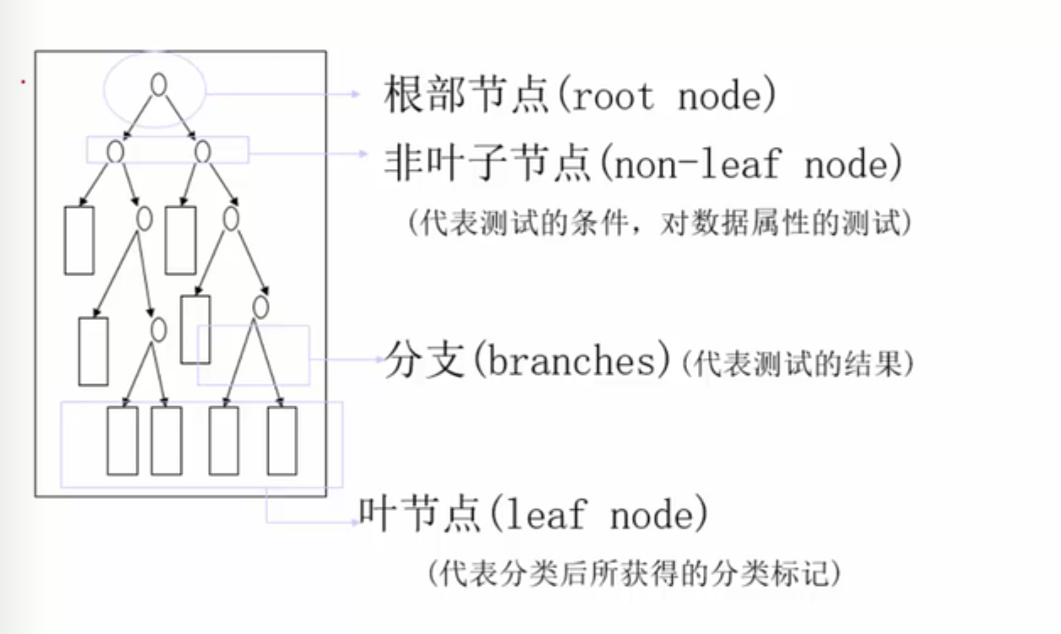 根部节点(root node)
非叶子节点(non-leaf node)
(代表测试的条件，对数据属性的测试)
分支(branches)(代表测试的结果)
叶节点(leaf node)
(代表分类后所获得的分类标记)